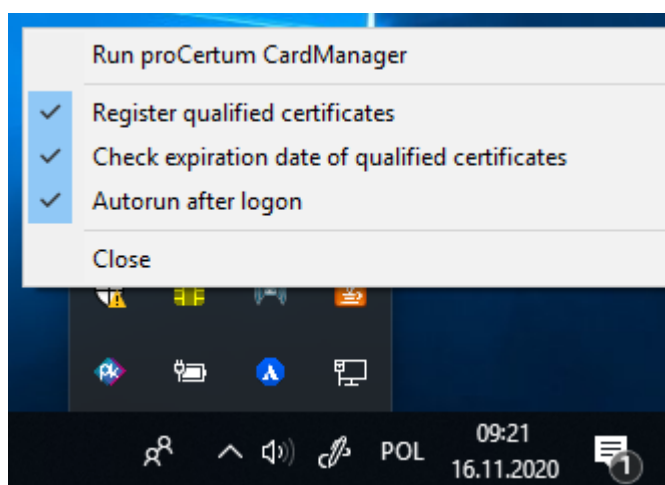 Run proCertum CardManager
Register qualified certificates
Check expiration date of qualified certificates
Autorun after logon
Close
pk
POL
09:21
16.11.2020
1